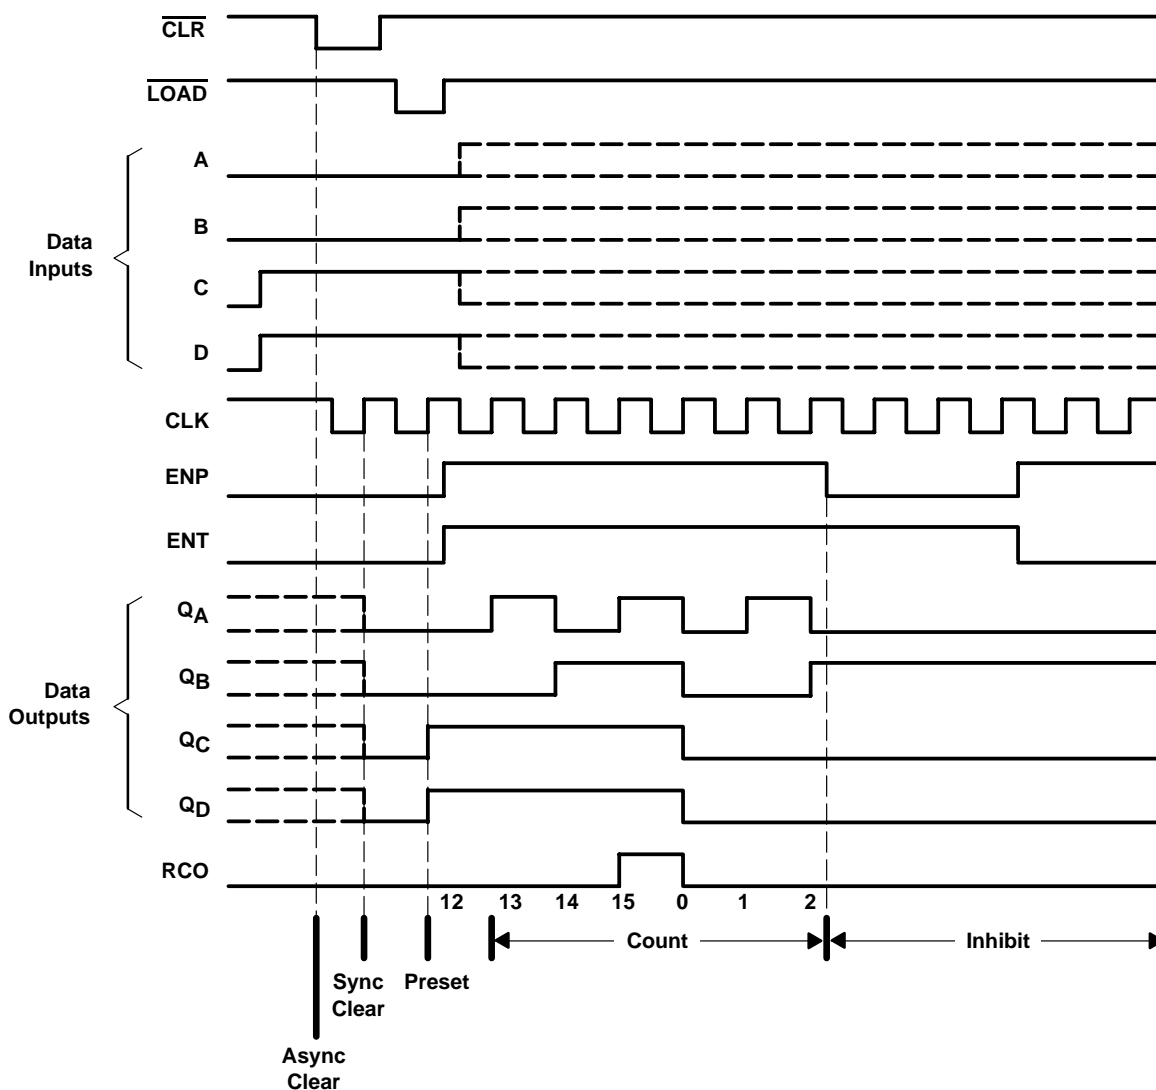 CLR
LOAD
A
B
Data
Inputs
C
D
CLK
ENP
ENT
QA
QB
Data
Outputs
QC
QD
RCO
12 13 14 15 0 1 2
Count Inhibit
Sync
Clear
Preset
Async
Clear